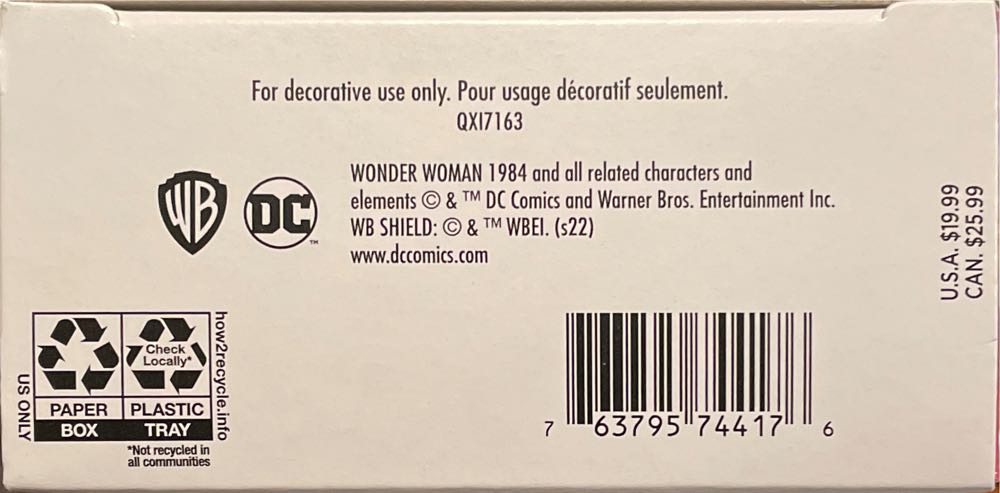 For decorative use only. Pour usage décoratif seulement.
QXI7163
WB
DC
™
WONDER WOMAN 1984 and all related characters and
elements © & ™ DC Comics and Warner Bros. Entertainment Inc.
WB SHIELD: © & ™ WBEI. (s22)
www.dccomics.com
U.S.A. $19.99
CAN. $25.99
US ONLY
Check
Locally*
PAPER
BOX
PLASTIC
TRAY
how2recycle.info
*Not recycled in
all communities
7 63795 74417 6